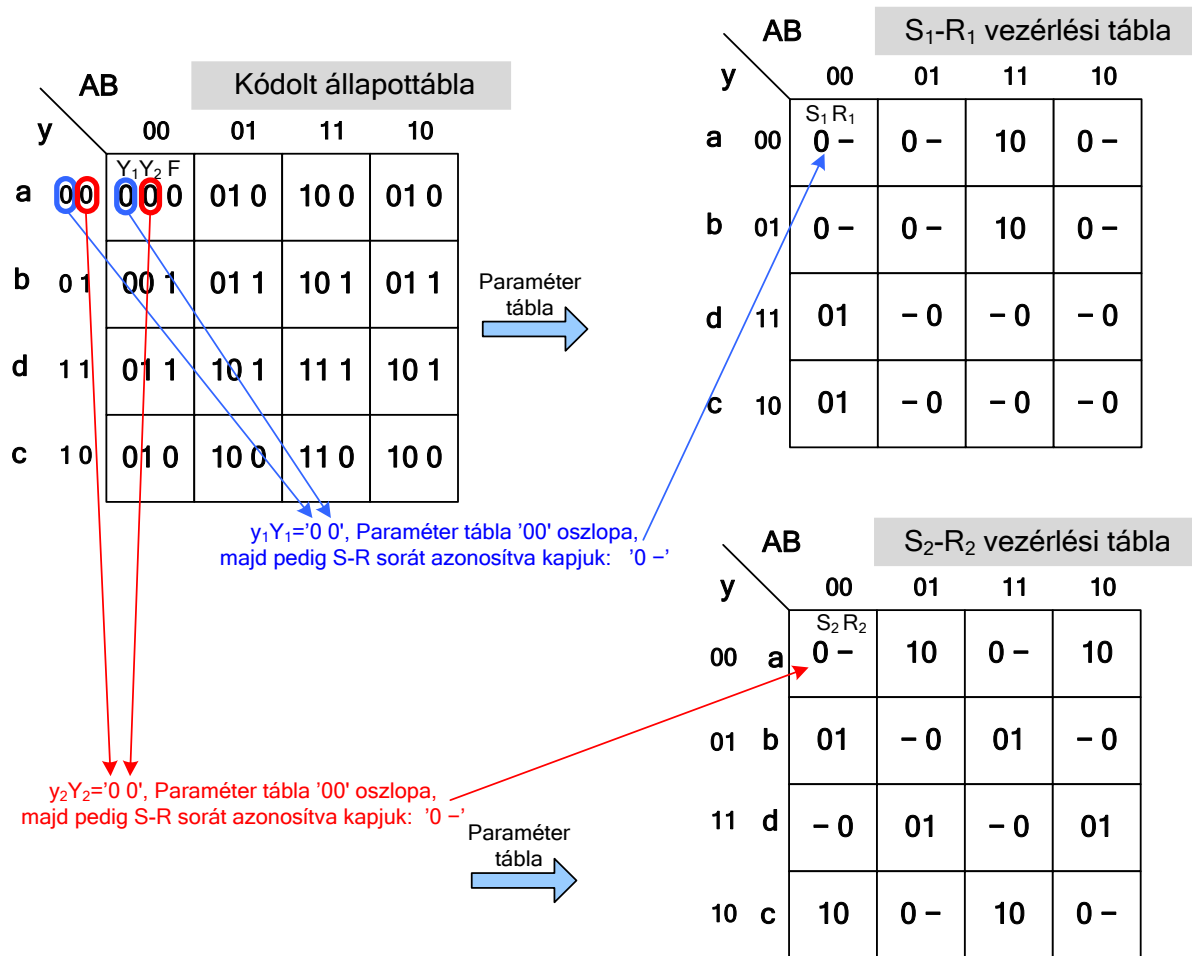 AB
Kódolt állapottábla
y
00 01 11 10
Y₁Y₂ F
a 00 00 0 01 0 10 0 01 0
b 0 1 00 1 01 1 10 1 01 1
d 1 1 01 1 10 1 11 1 10 1
c 1 0 01 0 10 0 11 0 10 0
Paraméter
tábla
y₁Y₁='0 0', Paraméter tábla '00' oszlopa,
majd pedig S-R sorát azonosítva kapjuk: '0 −’
AB
S₁-R₁ vezérlési tábla
y
00 01 11 10
S₁ R₁
a 00 0 − 0 − 10 0 −
b 01 0 − 0 − 10 0 −
d 11 01 − 0 − 0 − 0
c 10 01 − 0 − 0 − 0
y₂Y₂='0 0', Paraméter tábla '00' oszlopa,
majd pedig S-R sorát azonosítva kapjuk: '0 −’
Paraméter
tábla
AB
S₂-R₂ vezérlési tábla
y
00 01 11 10
S₂ R₂
00 a 0 − 10 0 − 10
01 b 01 − 0 01 − 0
11 d − 0 01 − 0 01
10 c 10 0 − 10 0 −